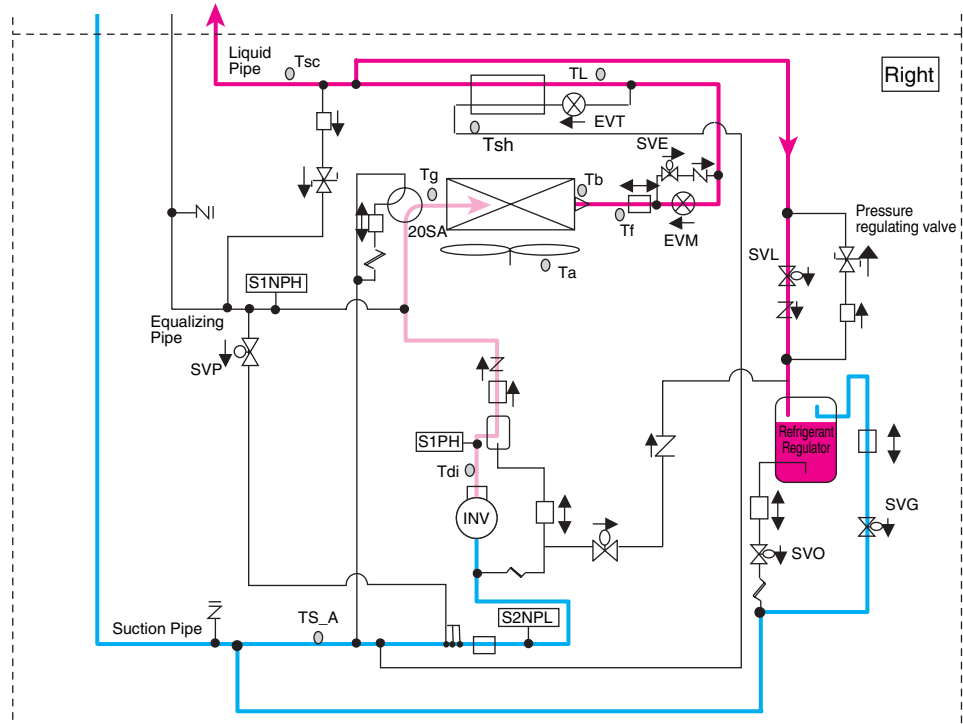 Liquid
Pipe
Tsc
TL
Right
EVT
Tsh
SVE
Tg
Tb
20SA
Tf
EVM
Ta
Pressure
regulating valve
SVL
S1NPH
Equalizing
Pipe
SVP
S1PH
Tdi
INV
Refrigerant
Regulator
SVG
SVO
Suction Pipe
TS_A
S2NPL